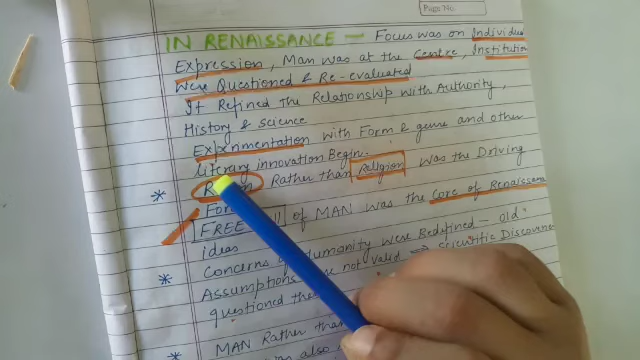 Page No.
IN RENAISSANCE — Focus was on Individual
Expression, Man was at the Centre, Institution
Were Questioned & Re-evaluated
It Refined The Relationship with Authority,
History & Science
Experimentation with Form & genre and other
literary innovation Begin.
Rather than Religion was the Driving
FREE of MAN was the Core of Renaissance
ideas
Concerns of Humanity were Redefined - old
Assumptions are not valid ⇒ Scientific
questioned
MAN Rather than
was also